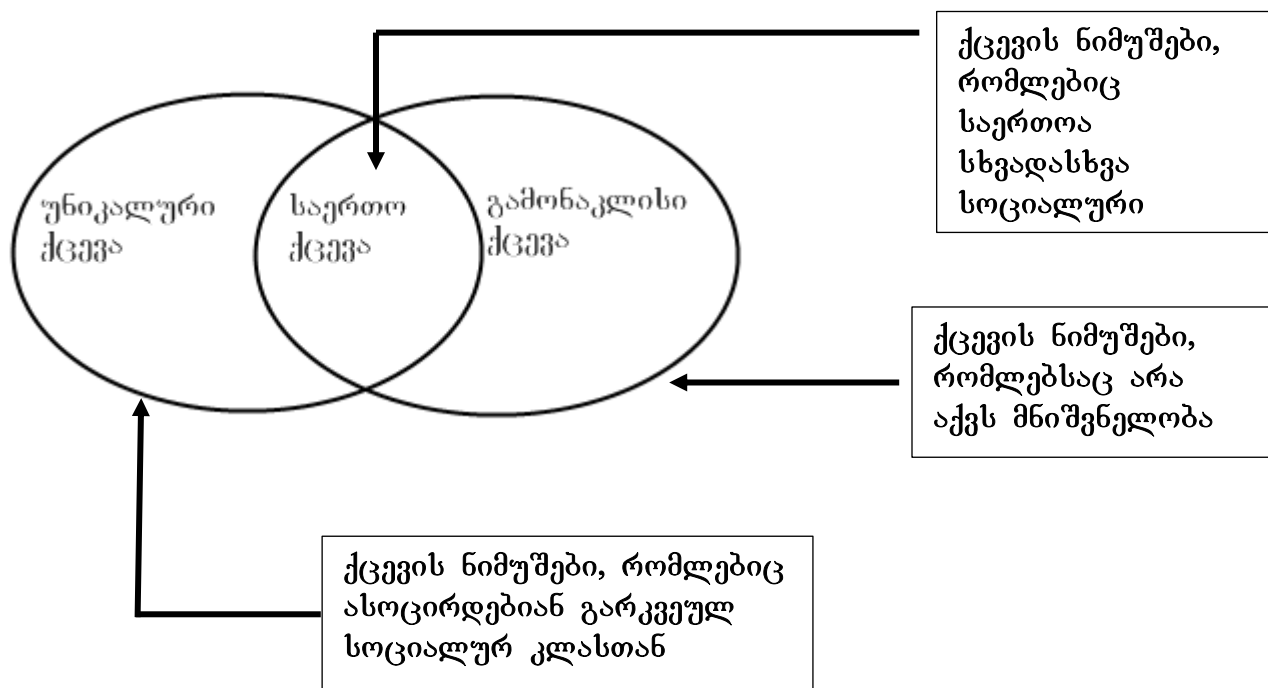 ქცევის ნიმუშები,
რომლებიც
საერთოა
სხვადასხვა
სოციალური
უნიკალური
ქცევა
საერთო
ქცევა
გამონაკლისი
ქცევა
ქცევის ნიმუშები,
რომლებსაც არა
აქვს მნიშვნელობა
ქცევის ნიმუშები, რომლებიც
ასოცირდებიან გარკვეულ
სოციალურ კლასთან